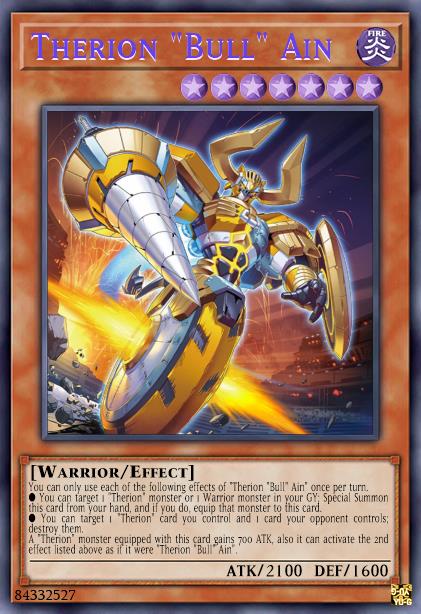 Therion "Bull" Ain
FIRE
炎
[Warrior/Effect]
You can only use each of the following effects of "Therion "Bull" Ain" once per turn.
● You can target 1 "Therion" monster or 1 Warrior monster in your GY; Special Summon
this card from your hand, and if you do, equip that monster to this card.
● You can target 1 "Therion" card you control and 1 card your opponent controls;
destroy them.
A "Therion" monster equipped with this card gains 700 ATK, also it can activate the 2nd
effect listed above as if it were "Therion "Bull" Ain".
ATK/2100 DEF/1600
84332527